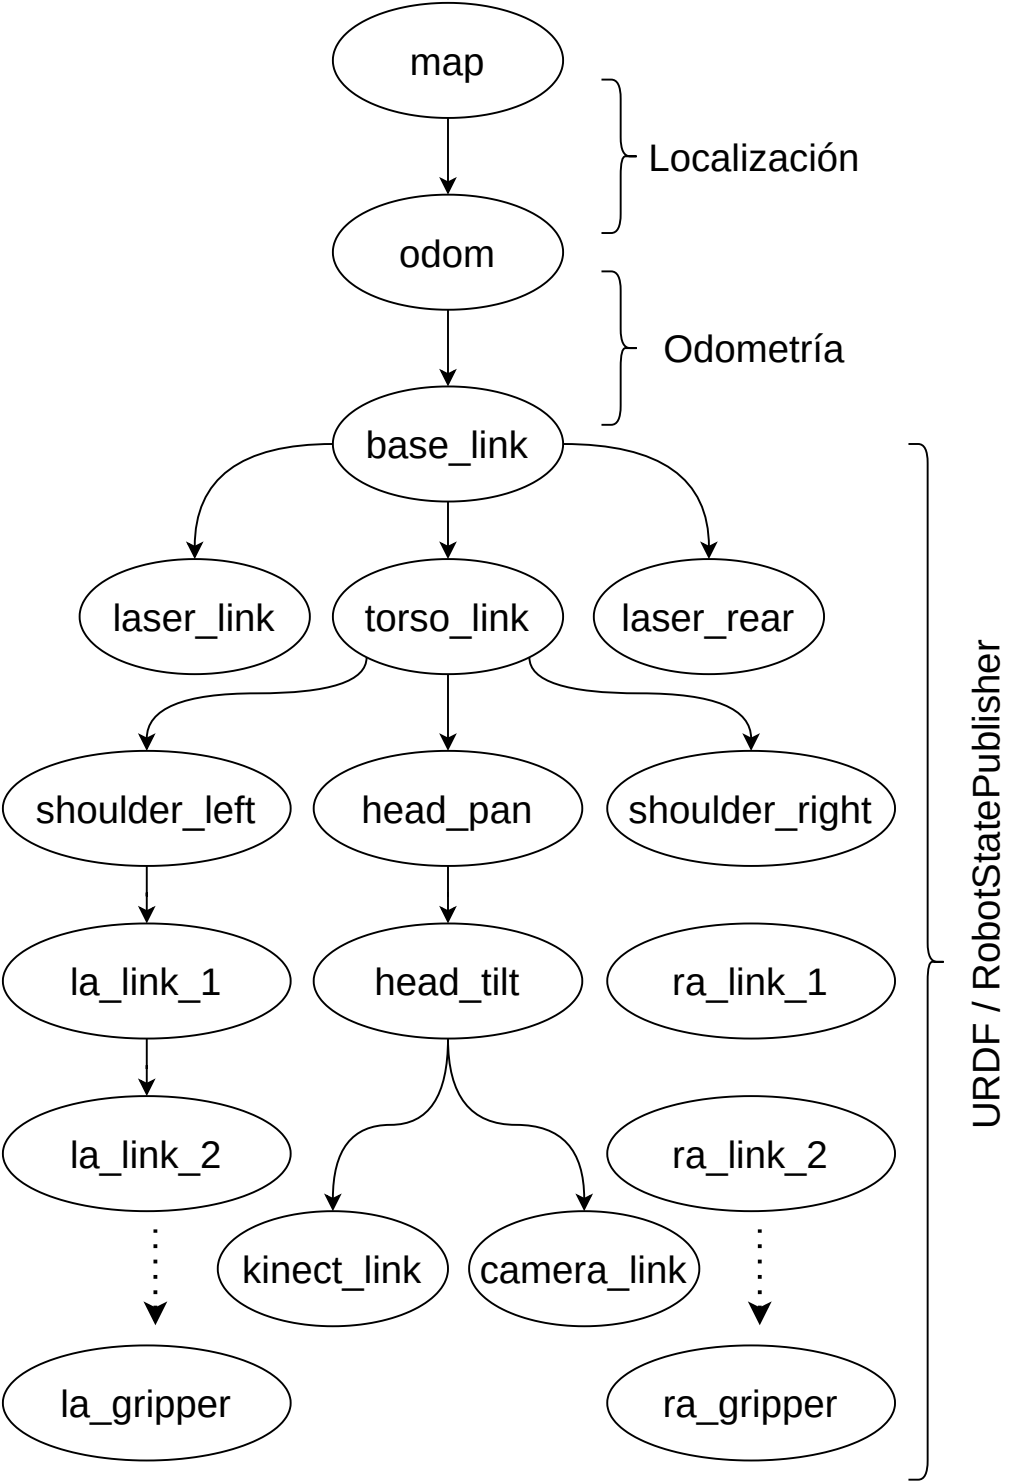 map
Localización
odom
Odometría
base_link
laser_link
torso_link
laser_rear
shoulder_left
head_pan
shoulder_right
la_link_1
head_tilt
ra_link_1
la_link_2
ra_link_2
kinect_link
camera_link
la_gripper
ra_gripper
URDF / RobotStatePublisher